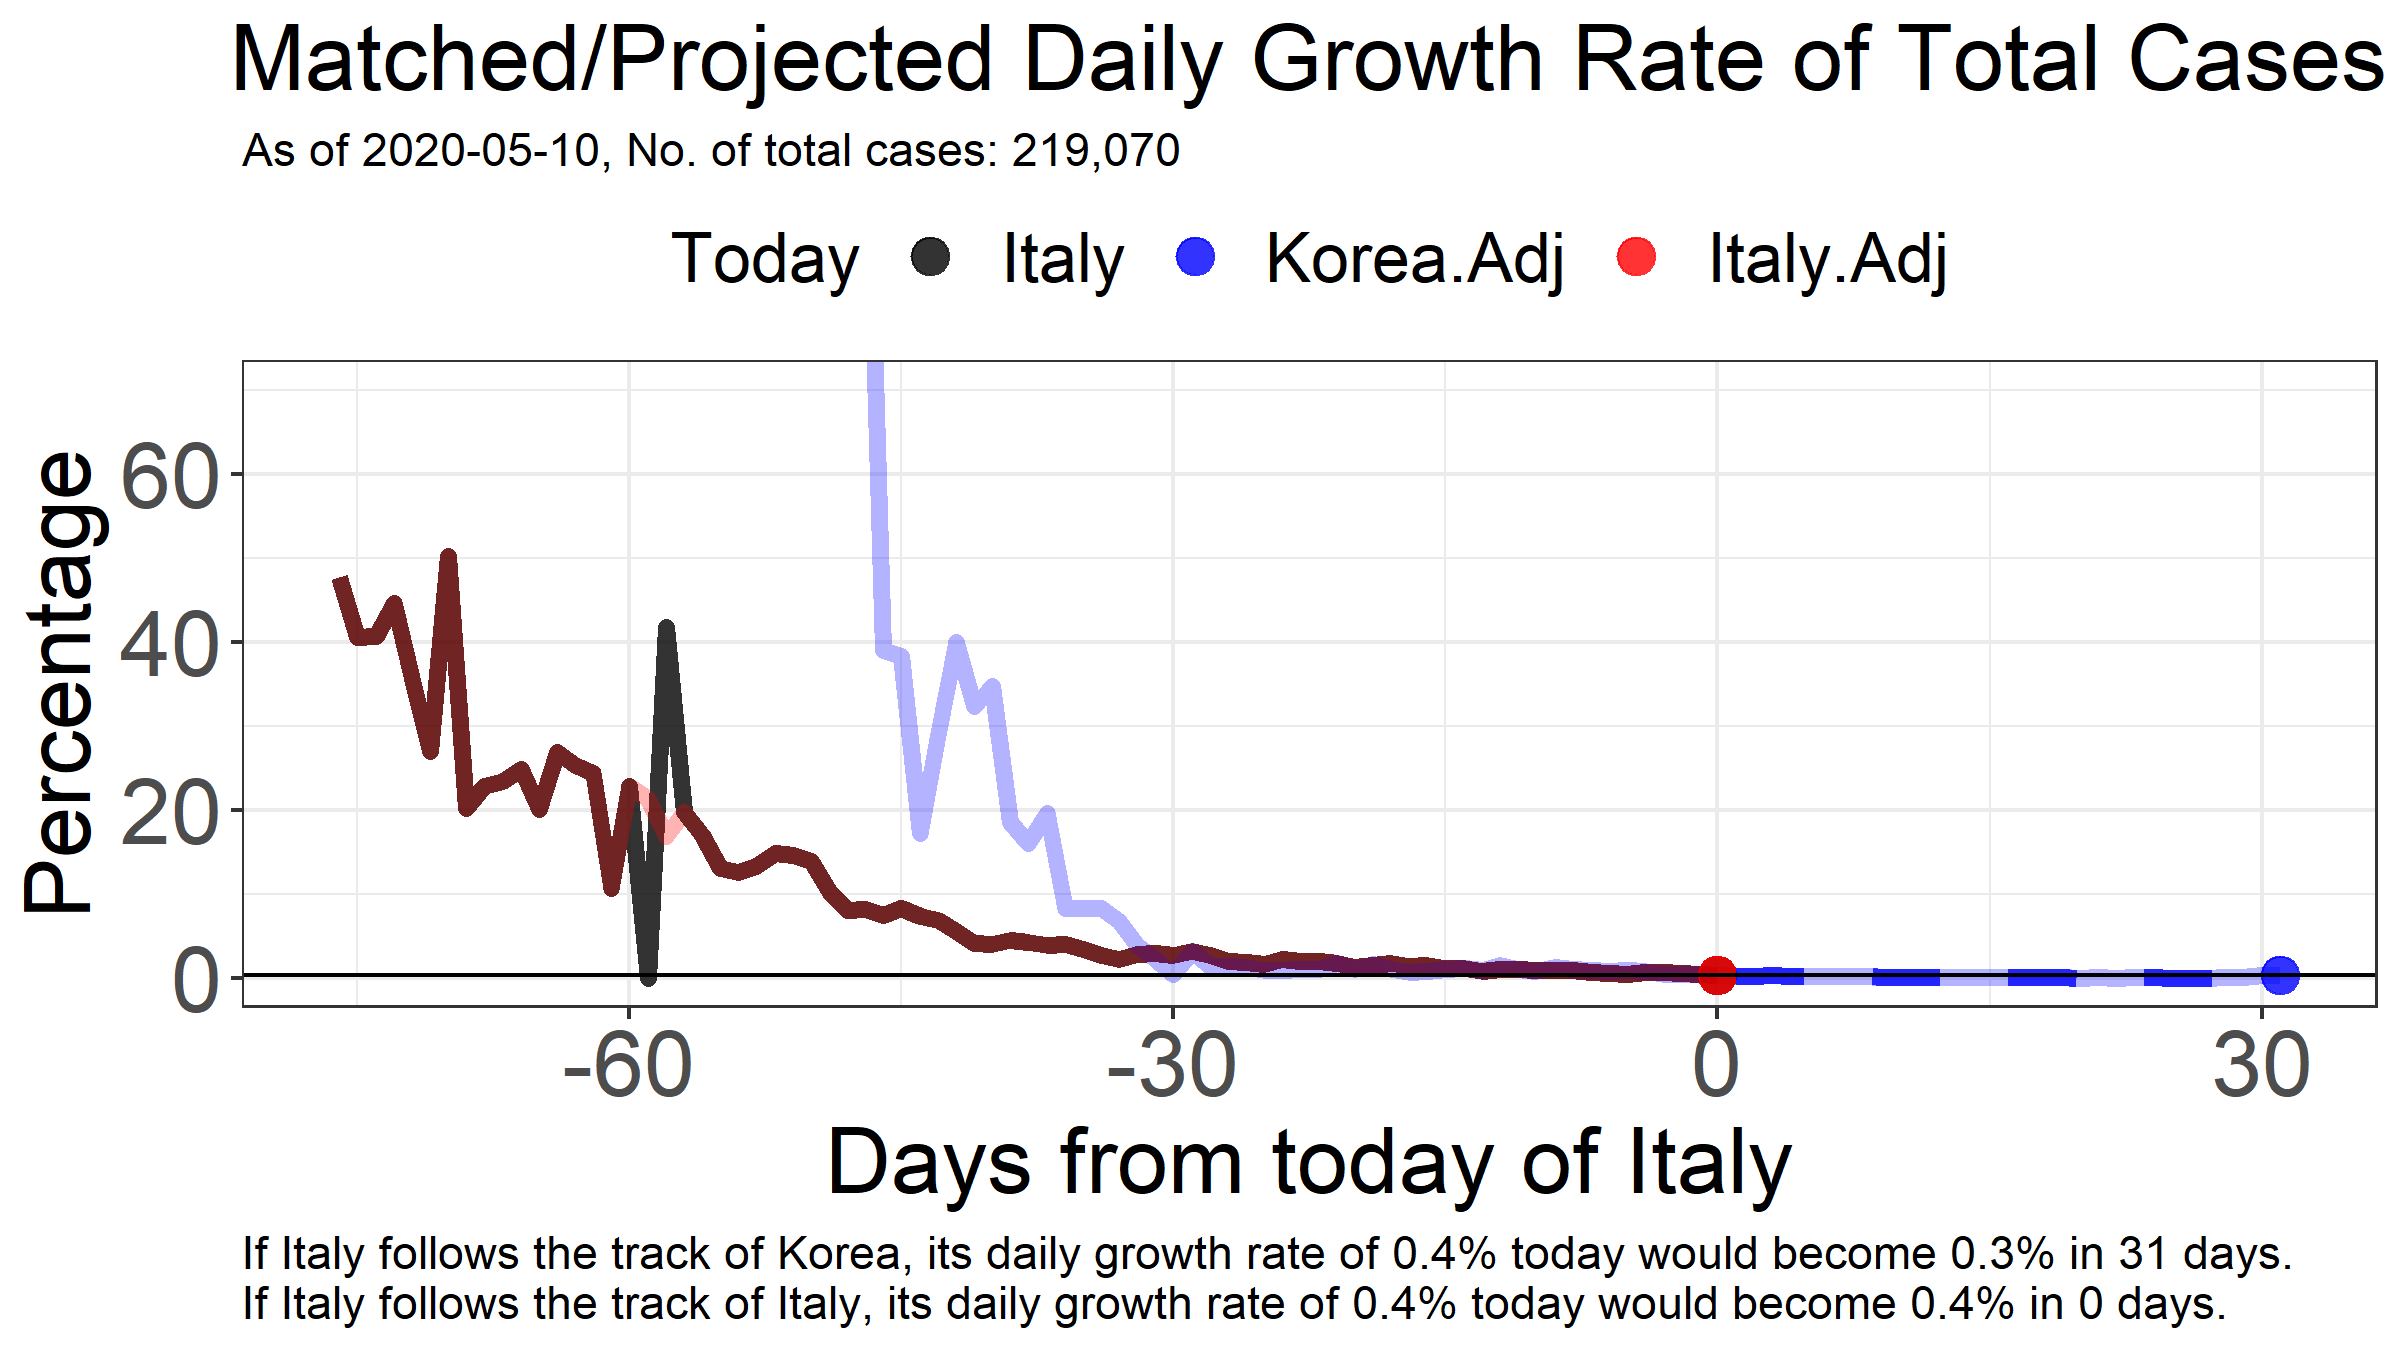 Matched/Projected Daily Growth Rate of Total Cases
As of 2020-05-10, No. of total cases: 219,070
Today Italy Korea.Adj Italy.Adj
Percentage
60
40
20
0
-60 -30 0 30
Days from today of Italy
If Italy follows the track of Korea, its daily growth rate of 0.4% today would become 0.3% in 31 days.
If Italy follows the track of Italy, its daily growth rate of 0.4% today would become 0.4% in 0 days.